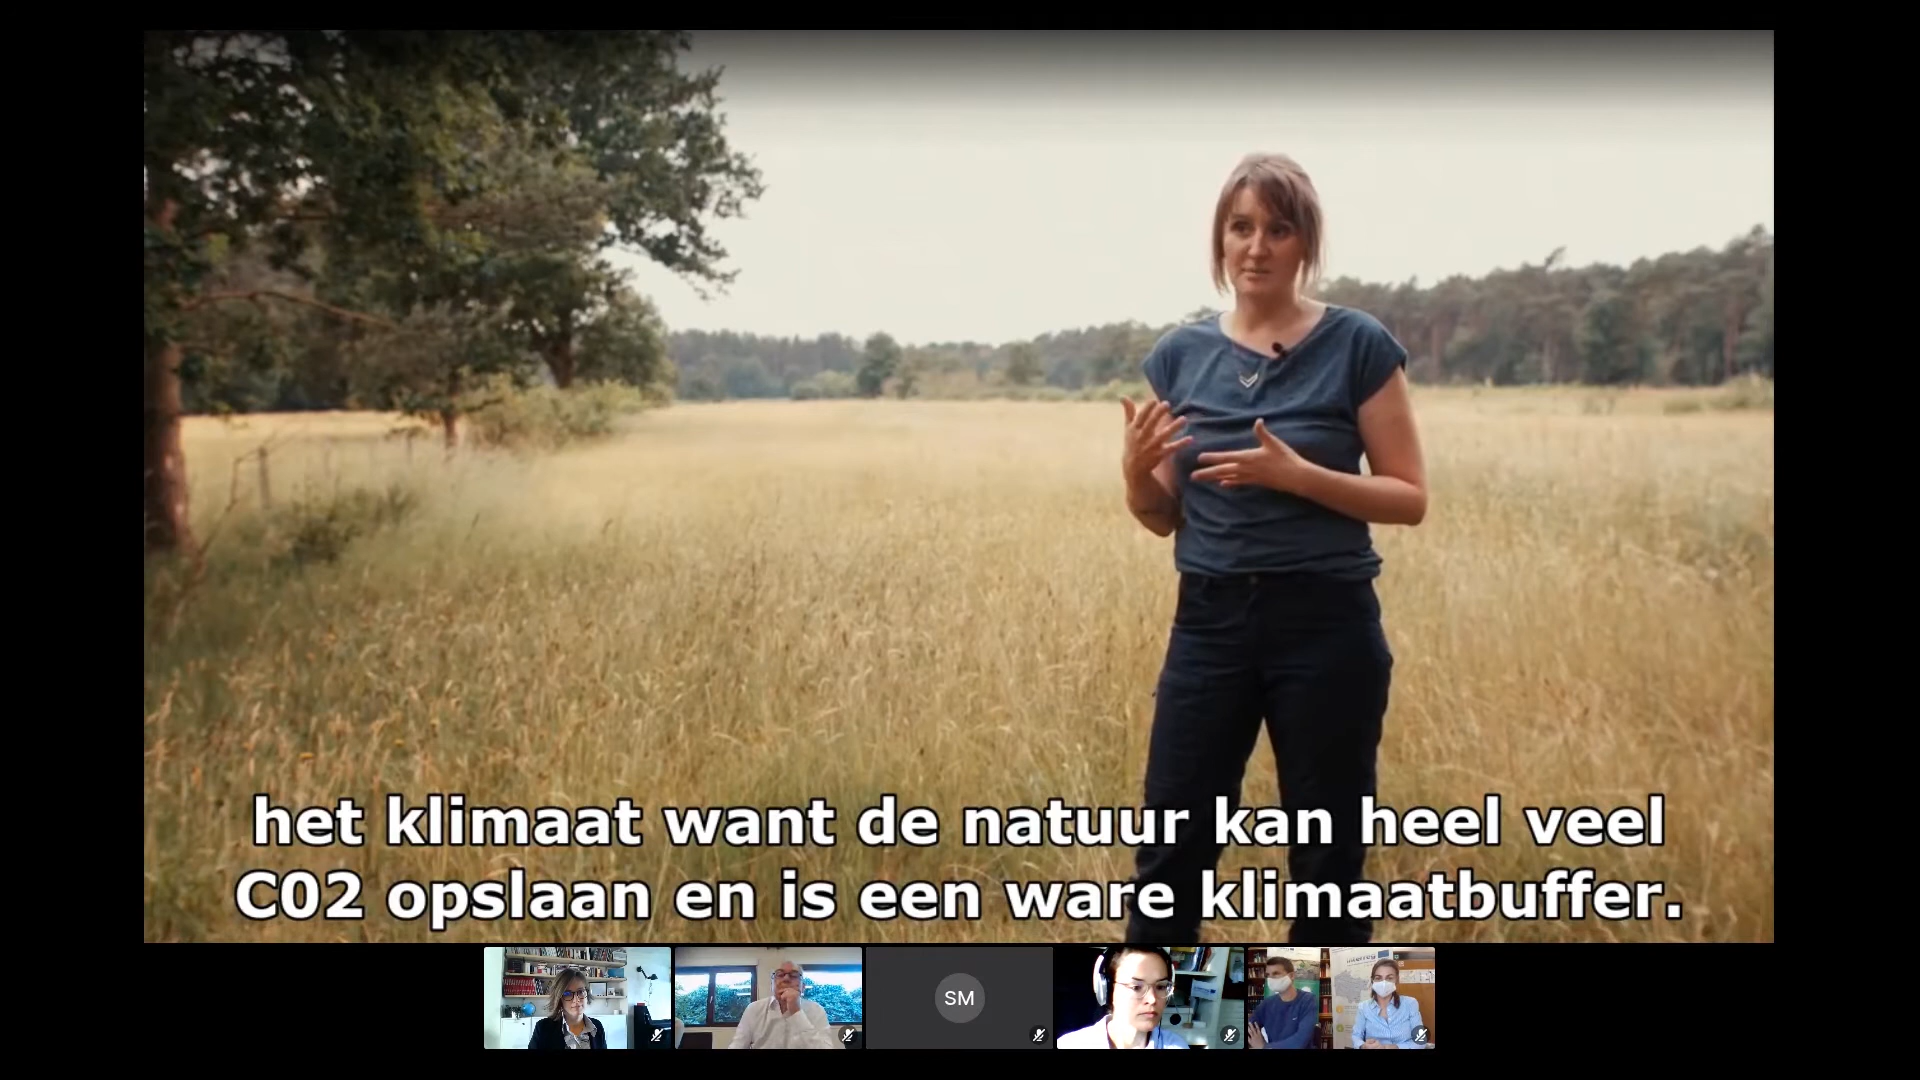 het klimaat want de natuur kan heel veel
C02 opslaan en is een ware klimaatbuffer.
SM